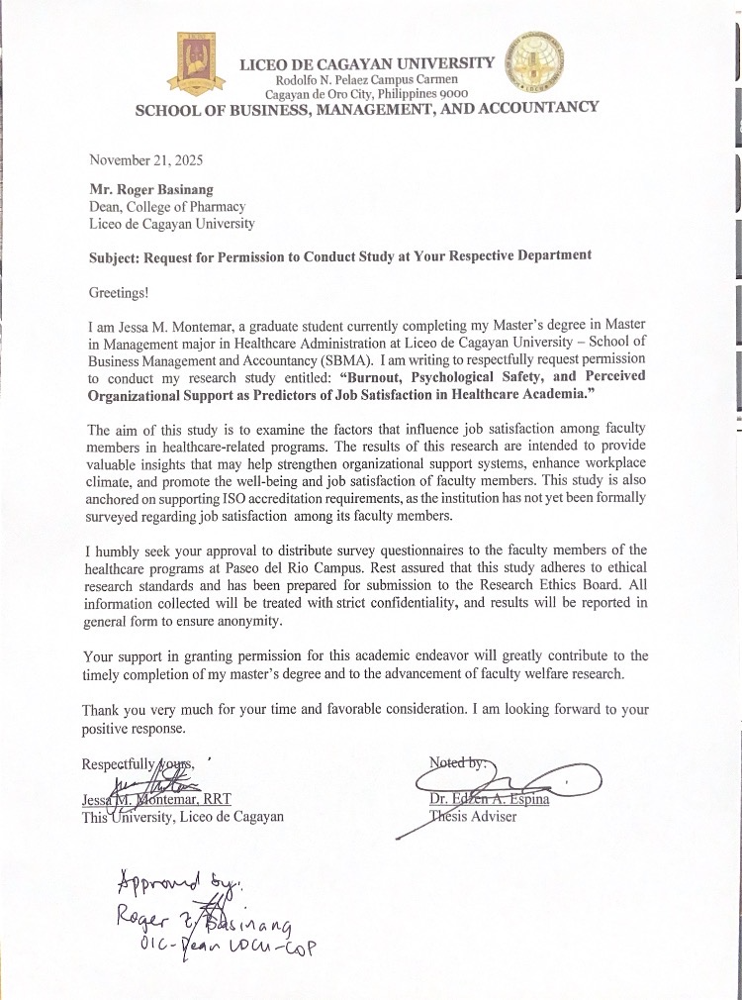 LICEO DE CAGAYAN UNIVERSITY
Rodolfo N. Pelaez Campus Carmen
Cagayan de Oro City, Philippines 9000
SCHOOL OF BUSINESS, MANAGEMENT, AND ACCOUNTANCY
November 21, 2025
Mr. Roger Basinang
Dean, College of Pharmacy
Liceo de Cagayan University
Subject: Request for Permission to Conduct Study at Your Respective Department
Greetings!
I am Jessa M. Montemar, a graduate student currently completing my Master's degree in Master
in Management major in Healthcare Administration at Liceo de Cagayan University – School of
Business Management and Accountancy (SBMA). I am writing to respectfully request permission
to conduct my research study entitled: “Burnout, Psychological Safety, and Perceived
Organizational Support as Predictors of Job Satisfaction in Healthcare Academia.”
The aim of this study is to examine the factors that influence job satisfaction among faculty
members in healthcare-related programs. The results of this research are intended to provide
valuable insights that may help strengthen organizational support systems, enhance workplace
climate, and promote the well-being and job satisfaction of faculty members. This study is also
anchored on supporting ISO accreditation requirements, as the institution has not yet been formally
surveyed regarding job satisfaction among its faculty members.
I humbly seek your approval to distribute survey questionnaires to the faculty members of the
healthcare programs at Paseo del Rio Campus. Rest assured that this study adheres to ethical
research standards and has been prepared for submission to the Research Ethics Board. All
information collected will be treated with strict confidentiality, and results will be reported in
general form to ensure anonymity.
Your support in granting permission for this academic endeavor will greatly contribute to the
timely completion of my master's degree and to the advancement of faculty welfare research.
Thank you very much for your time and favorable consideration. I am looking forward to your
positive response.
Respectfully yours,
Jessa M. Montemar, RRT
This University, Liceo de Cagayan
Noted by:
Dr. Edzen A. Espina
Thesis Adviser
Approved by:
Roger Z. Basinang
OIC-Dean LDCU-COP